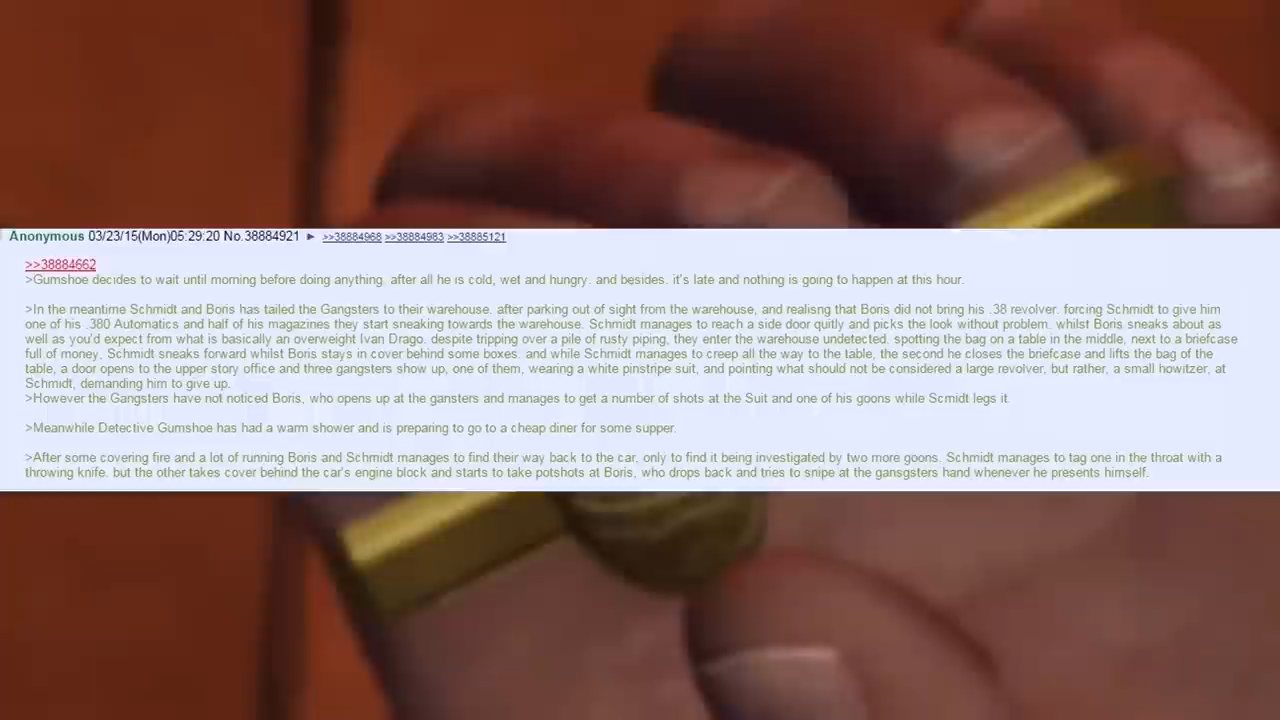 Anonymous 03/23/15(Mon)05:29:20 No.38884921 ► >>38884968 >>38884983 >>38885121
>>38884662
>Gumshoe decides to wait until morning before doing anything. after all he is cold, wet and hungry. and besides. it's late and nothing is going to happen at this hour.
>In the meantime Schmidt and Boris has tailed the Gangsters to their warehouse. after parking out of sight from the warehouse, and realisng that Boris did not bring his .38 revolver. forcing Schmidt to give him
one of his .380 Automatics and half of his magazines they start sneaking towards the warehouse. Schmidt manages to reach a side door quitly and picks the look without problem. whilst Boris sneaks about as
well as you'd expect from what is basically an overweight Ivan Drago. despite tripping over a pile of rusty piping, they enter the warehouse undetected. spotting the bag on a table in the middle, next to a briefcase
full of money. Schmidt sneaks forward whilst Boris stays in cover behind some boxes. and while Schmidt manages to creep all the way to the table, the second he closes the briefcase and lifts the bag of the
table, a door opens to the upper story office and three gangsters show up, one of them, wearing a white pinstripe suit, and pointing what should not be considered a large revolver, but rather, a small howitzer, at
Schmidt, demanding him to give up.
>However the Gangsters have not noticed Boris, who opens up at the gansters and manages to get a number of shots at the Suit and one of his goons while Scmidt legs it.
>Meanwhile Detective Gumshoe has had a warm shower and is preparing to go to a cheap diner for some supper.
>After some covering fire and a lot of running Boris and Schmidt manages to find their way back to the car, only to find it being investigated by two more goons. Schmidt manages to tag one in the throat with a
throwing knife. but the other takes cover behind the car's engine block and starts to take potshots at Boris, who drops back and tries to snipe at the gansgsters hand whenever he presents himself.